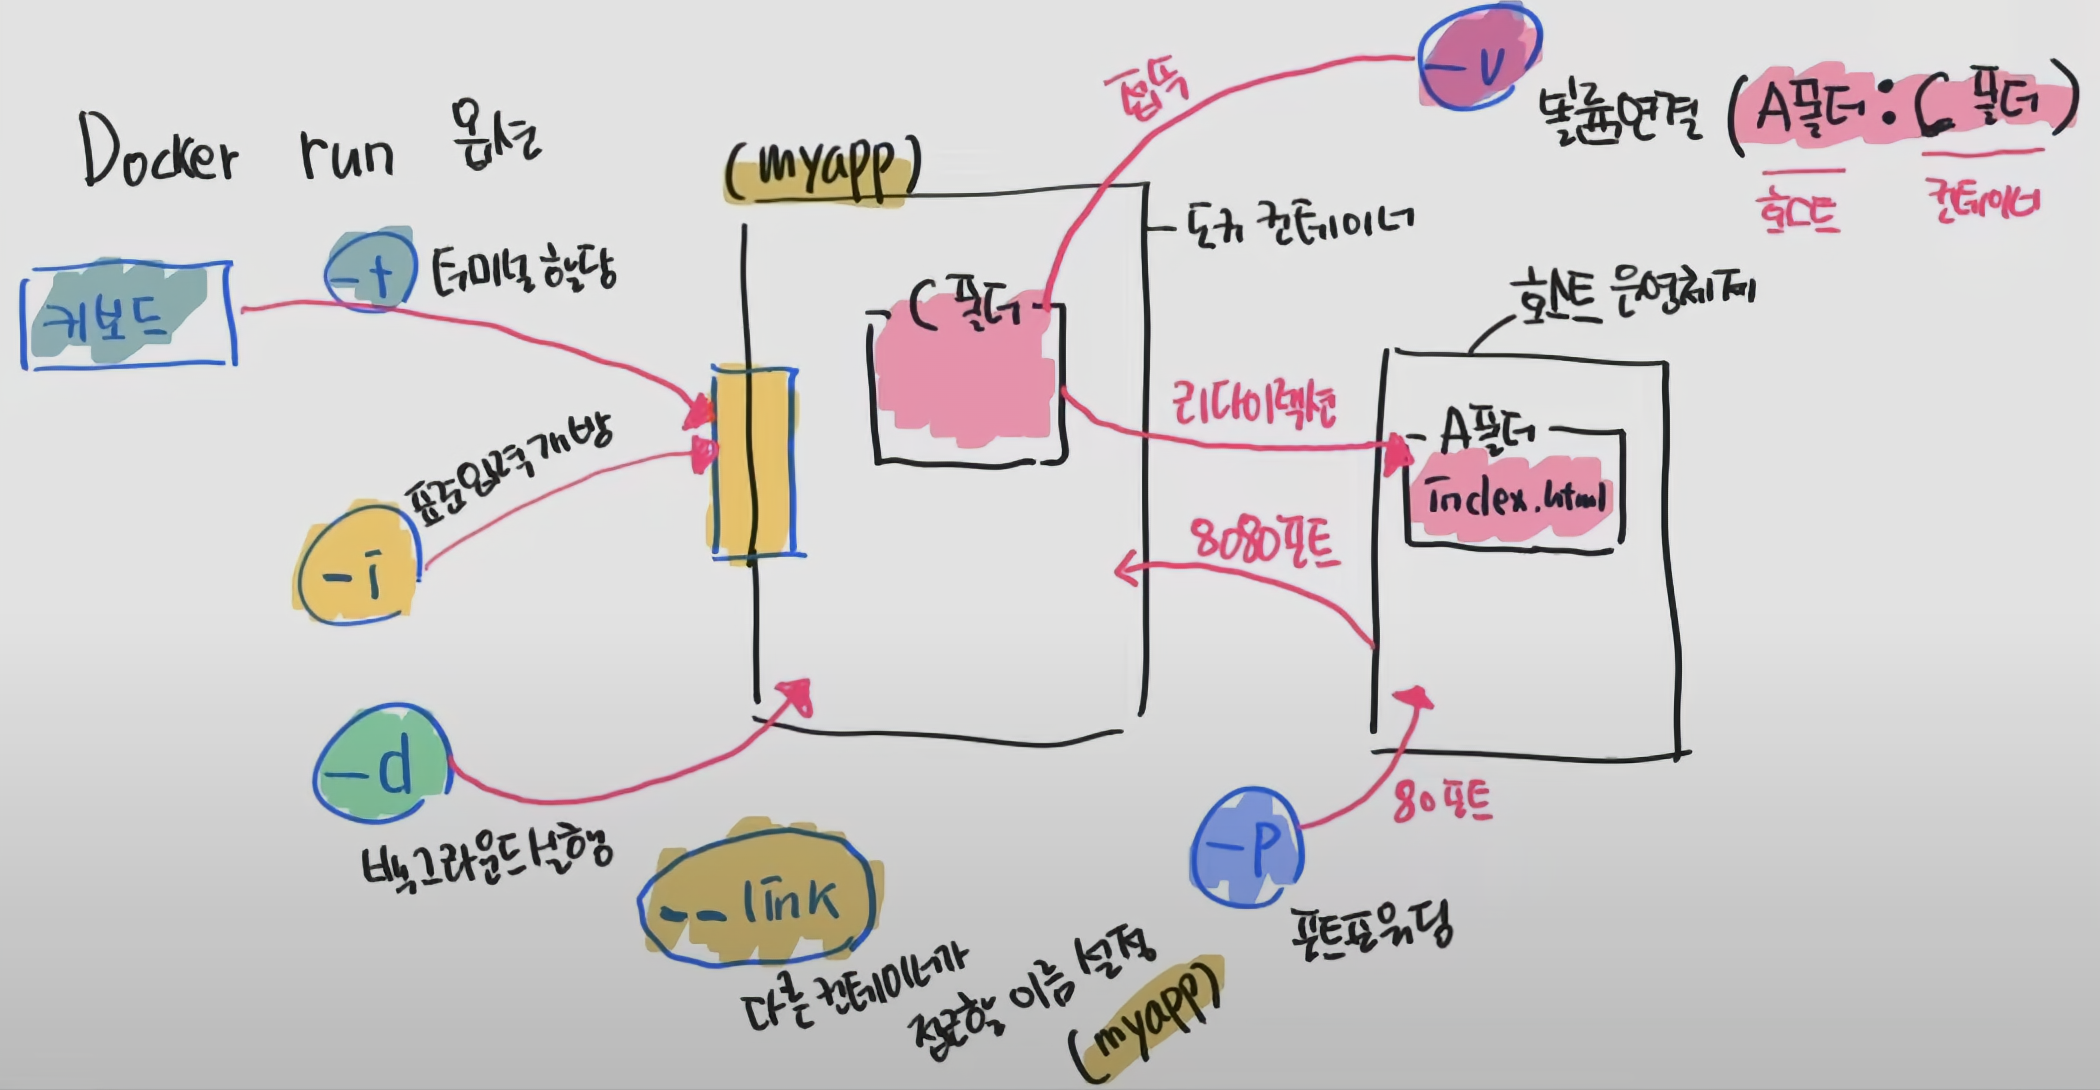 Docker run 옵션
키보드
-t
터미널 할당
-i
표준입력 개방
-d
백그라운드 실행
--link
다른 컨테이너가
접근할 이름 설정
(myapp)
(myapp)
도커 컨테이너
C 폴더
접속
-v
볼륨연결 (A폴더:C 폴더)
호스트
컨테이너
호스트 운영체제
리다이렉션
A폴더
index.html
8080포트
80포트
-p
포트포워딩